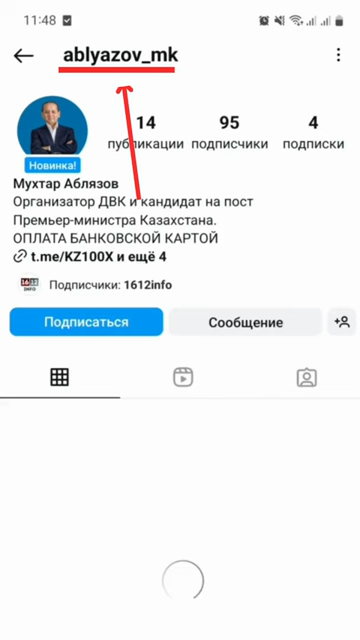 11:48
ablyazov_mk
14 95 4
публикации подписчики подписки
Новинка!
Мухтар Аблязов
Организатор ДВК и кандидат на пост
Премьер-министра Казахстана.
ОПЛАТА БАНКОВСКОЙ КАРТОЙ
t.me/KZ100X и ещё 4
1612 INFO Подписчики: 1612info
Подписаться Сообщение